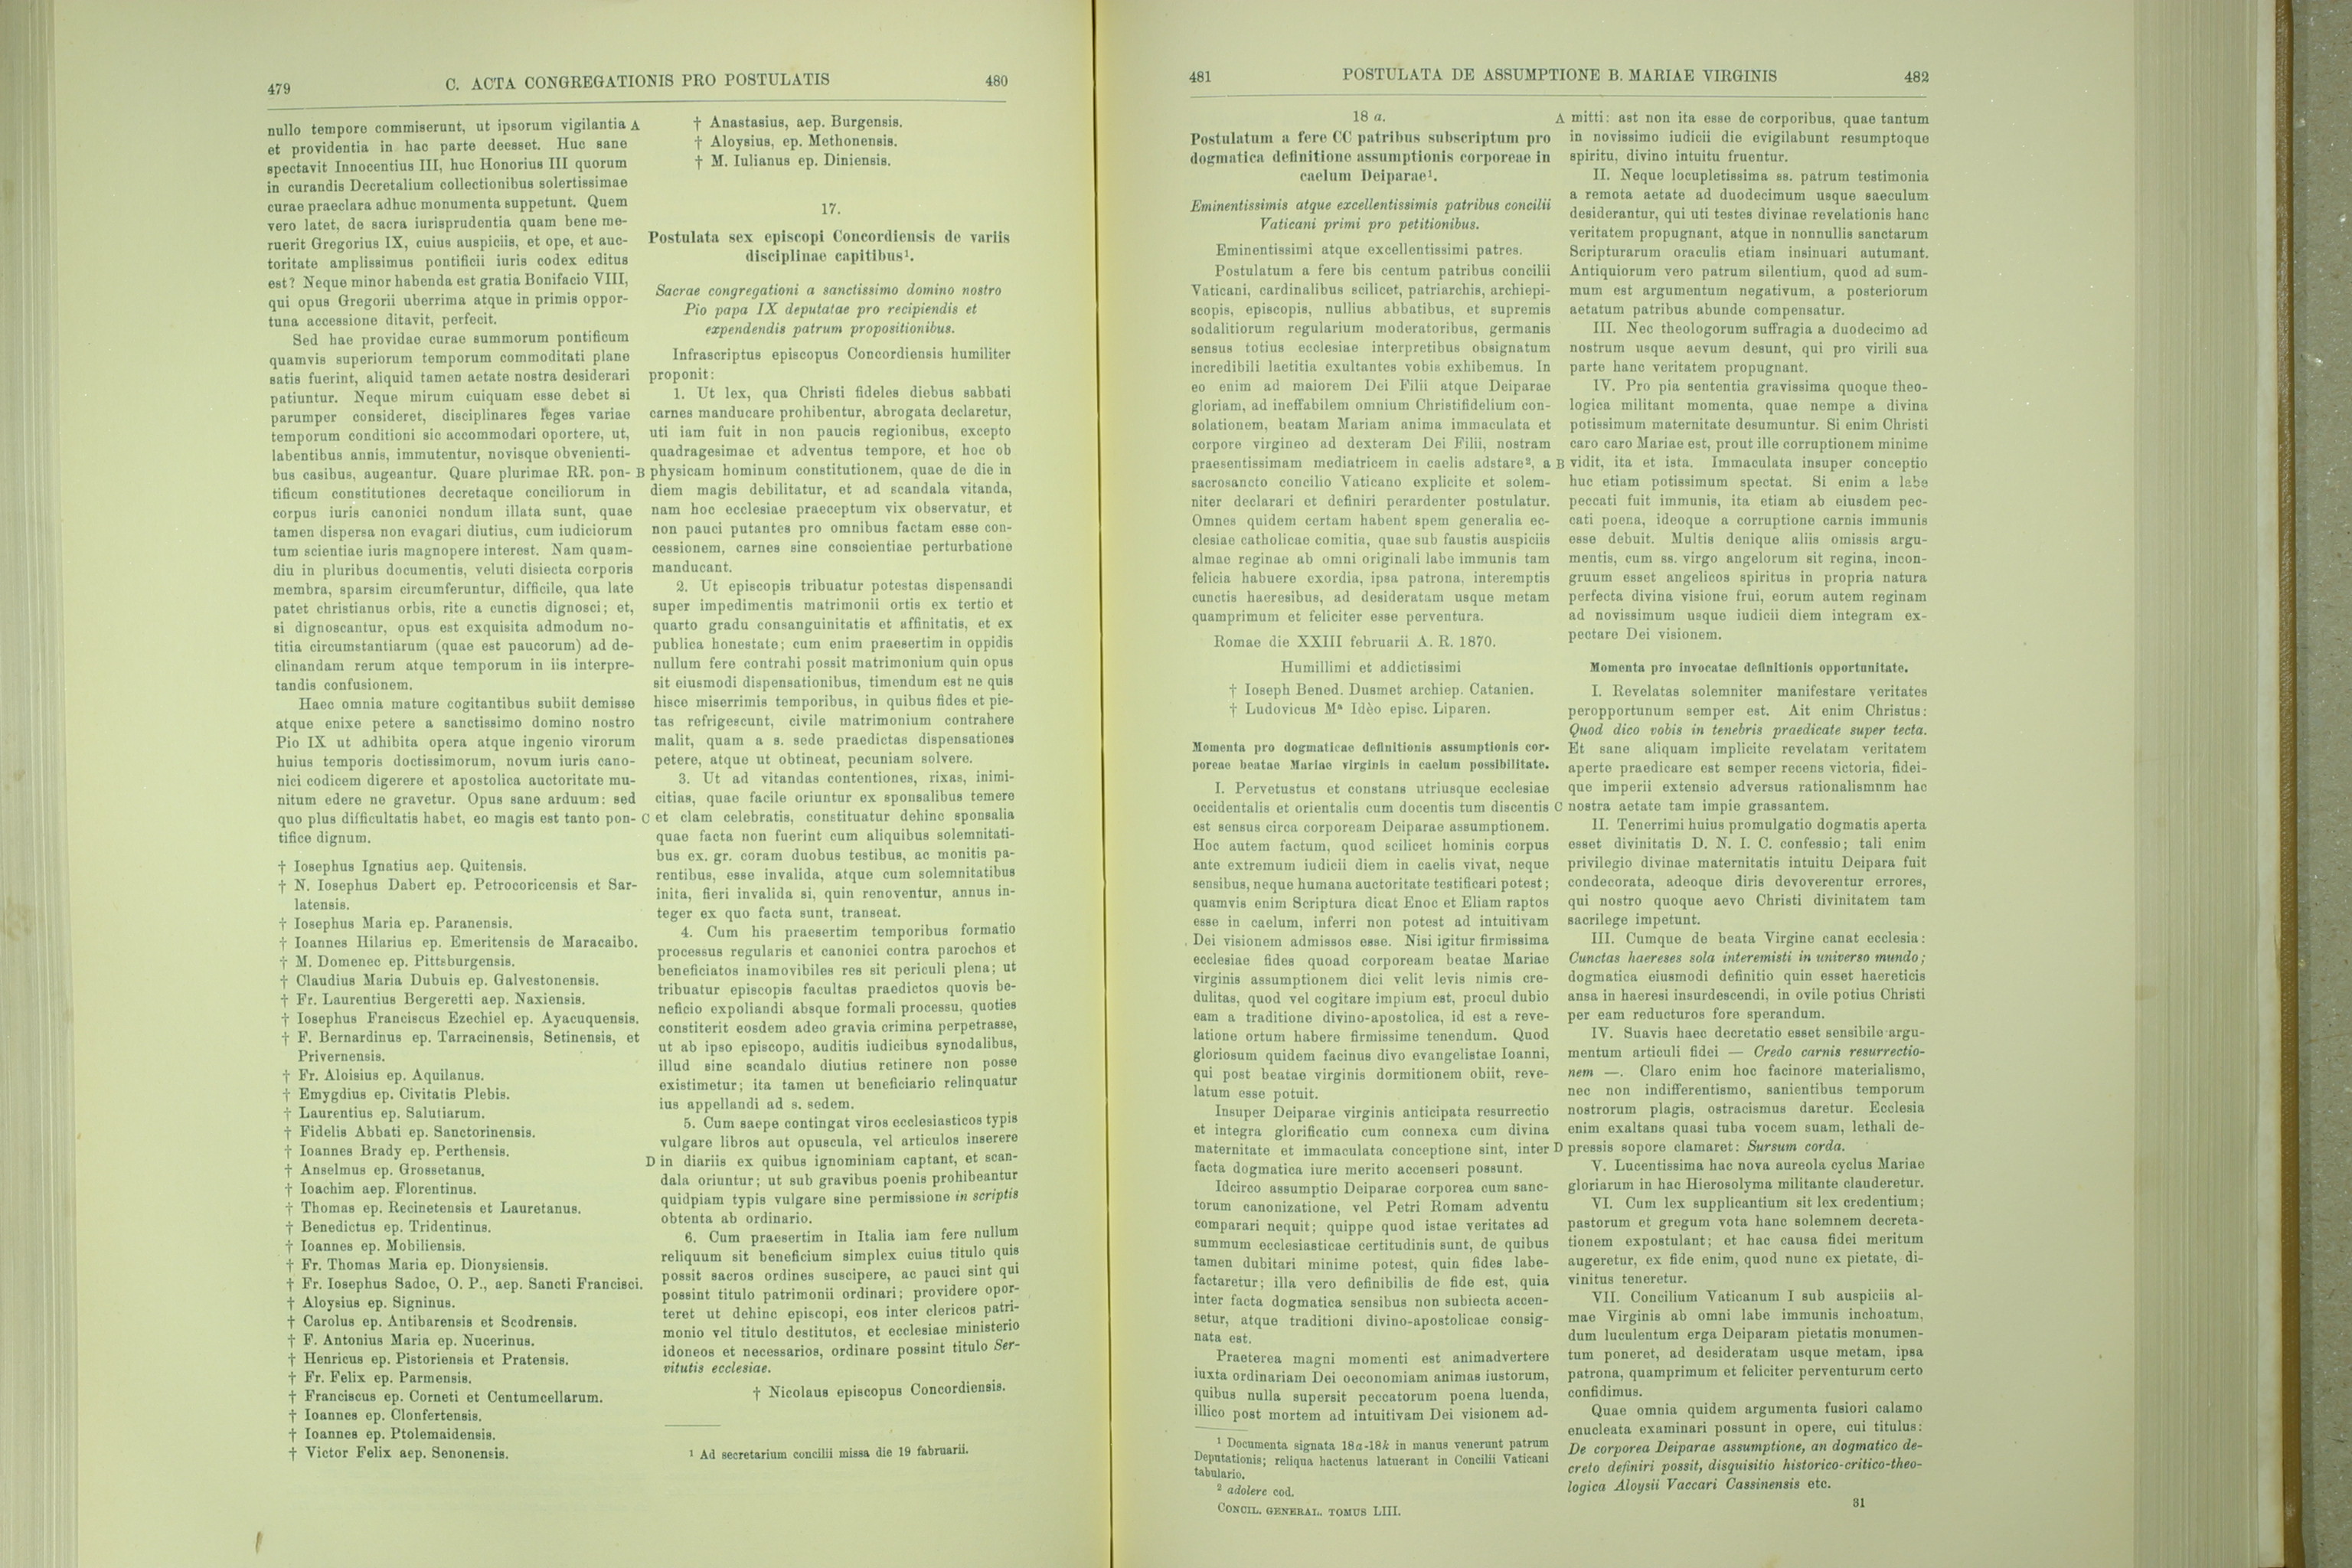 479
C. ACTA CONGREGATIONIS PRO POSTULATIS
480
nullo tempore commiserunt, ut ipsorum vigilantia A
et providentia in hac parte deesset. Huc sane
spectavit Innocentius III, huc Honorius III quorum
in curandis Decretalium collectionibus solertissimae
curae praeclara adhuc monumenta suppetunt. Quem
vero latet, de sacra iurisprudentia quam bene me-
ruerit Gregorius IX, cuius auspiciis, et ope, et auc-
toritate amplissimus pontificii iuris codex editus
est? Neque minor habenda est gratia Bonifacio VIII,
qui opus Gregorii uberrima atque in primis oppor-
tuna accessione ditavit, perfecit.
Sed hae providae curae summorum pontificum
quamvis superiorum temporum commoditati plane
satis fuerint, aliquid tamen aetate nostra desiderari
patiuntur. Neque mirum cuiquam esse debet si
parumper consideret, disciplinares leges variae
temporum conditioni sic accommodari oportere, ut,
labentibus annis, immutentur, novisque obvenienti-
bus casibus, augeantur. Quare plurimae RR. pon- B
tificum constitutiones decretaque conciliorum in
corpus iuris canonici nondum illata sunt, quae
tamen dispersa non evagari diutius, cum iudiciorum
tum scientiae iuris magnopere interest. Nam quam-
diu in pluribus documentis, veluti disiecta corporis
membra, sparsim circumferuntur, difficile, qua late
patet christianus orbis, rite a cunctis dignosci; et,
si dignoscantur, opus est exquisita admodum no-
titia circumstantiarum (quae est paucorum) ad de-
clinandam rerum atque temporum in iis interpre-
tandis confusionem.
Haec omnia mature cogitantibus subiit demisse
atque enixe petere a sanctissimo domino nostro
Pio IX ut adhibita opera atque ingenio virorum
huius temporis doctissimorum, novum iuris cano-
nici codicem digerere et apostolica auctoritate mu-
nitum edere ne gravetur. Opus sane arduum: sed
quo plus difficultatis habet, eo magis est tanto pon- C
tifice dignum.
† Iosephus Ignatius aep. Quitensis.
† N. Iosephus Dabert ep. Petrocoricensis et Sar-
latensis.
† Iosephus Maria ep. Paranensis.
† Ioannes Hilarius ep. Emeritensis de Maracaibo.
† M. Domenec ep. Pittsburgensis.
† Claudius Maria Dubuis ep. Galvestonensis.
† Fr. Laurentius Bergeretti aep. Naxiensis.
† Iosephus Franciscus Ezechiel ep. Ayacuquensis.
† F. Bernardinus ep. Tarracinensis, Setinensis, et
Privernensis.
† Fr. Aloisius ep. Aquilanus.
† Emygdius ep. Civitatis Plebis.
† Laurentius ep. Salutiarum.
† Fidelis Abbati ep. Sanctorinensis.
† Ioannes Brady ep. Perthensis.
† Anselmus ep. Grossetanus.
† Ioachim aep. Florentinus.
† Thomas ep. Recinetensis et Lauretanus.
† Benedictus ep. Tridentinus.
† Ioannes ep. Mobiliensis.
† Fr. Thomas Maria ep. Dionysiensis.
† Fr. Iosephus Sadoc, O. P., aep. Sancti Francisci.
† Aloysius ep. Signinus.
† Carolus ep. Antibarensis et Scodrensis.
† F. Antonius Maria ep. Nucerinus.
† Henricus ep. Pistoriensis et Pratensis.
† Fr. Felix ep. Parmensis.
† Franciscus ep. Corneti et Centumcellarum.
† Ioannes ep. Clonfertensis.
† Ioannes ep. Ptolemaidensis.
† Victor Felix aep. Senonensis.
† Anastasius, aep. Burgensis.
† Aloysius, ep. Methonensis.
† M. Iulianus ep. Diniensis.
17.
Postulata sex episcopi Concordiensis de variis
disciplinae capitibus¹.
Sacrae congregationi a sanctissimo domino nostro
Pio papa IX deputatae pro recipiendis et
expendendis patrum propositionibus.
Infrascriptus episcopus Concordiensis humiliter
proponit:
1. Ut lex, qua Christi fideles diebus sabbati
carnes manducare prohibentur, abrogata declaretur,
uti iam fuit in non paucis regionibus, excepto
quadragesimae et adventus tempore, et hoc ob
physicam hominum constitutionem, quae de die in
diem magis debilitatur, et ad scandala vitanda,
nam hoc ecclesiae praeceptum vix observatur, et
non pauci putantes pro omnibus factam esse con-
cessionem, carnes sine conscientiae perturbatione
manducant.
2. Ut episcopis tribuatur potestas dispensandi
super impedimentis matrimonii ortis ex tertio et
quarto gradu consanguinitatis et affinitatis, et ex
publica honestate; cum enim praesertim in oppidis
nullum fere contrahi possit matrimonium quin opus
sit eiusmodi dispensationibus, timendum est ne quis
hisce miserrimis temporibus, in quibus fides et pie-
tas refrigescunt, civile matrimonium contrahere
malit, quam a s. sede praedictas dispensationes
petere, atque ut obtineat, pecuniam solvere.
3. Ut ad vitandas contentiones, rixas, inimi-
citias, quae facile oriuntur ex sponsalibus temere
et clam celebratis, constituatur dehinc sponsalia
quae facta non fuerint cum aliquibus solemnitati-
bus ex. gr. coram duobus testibus, ac monitis pa-
rentibus, esse invalida, atque cum solemnitatibus
inita, fieri invalida si, quin renoventur, annus in-
teger ex quo facta sunt, transeat.
4. Cum his praesertim temporibus formatio
processus regularis et canonici contra parochos et
beneficiatos inamovibiles res sit periculi plena; ut
tribuatur episcopis facultas praedictos quovis be-
neficio expoliandi absque formali processu, quoties
constiterit eosdem adeo gravia crimina perpetrasse,
ut ab ipso episcopo, auditis iudicibus synodalibus,
illud sine scandalo diutius retinere non posse
existimetur; ita tamen ut beneficiario relinquatur
ius appellandi ad s. sedem.
5. Cum saepe contingat viros ecclesiasticos typis
vulgare libros aut opuscula, vel articulos inserere
D in diariis ex quibus ignominiam captant, et scan-
dala oriuntur; ut sub gravibus poenis prohibeantur
quidpiam typis vulgare sine permissione in scriptis
obtenta ab ordinario.
6. Cum praesertim in Italia iam fere nullum
reliquum sit beneficium simplex cuius titulo quis
possit sacros ordines suscipere, ac pauci sint qui
possint titulo patrimonii ordinari; providere opor-
teret ut dehinc episcopi, eos inter clericos patri-
monio vel titulo destitutos, et ecclesiae ministerio
idoneos et necessarios, ordinare possint titulo Ser-
vitutis ecclesiae.
† Nicolaus episcopus Concordiensis.
¹ Ad secretarium concilii missa die 19 fabruarii.
481
POSTULATA DE ASSUMPTIONE B. MARIAE VIRGINIS
482
18 a.
Postulatum a fere CC patribus subscriptum pro
dogmatica definitione assumptionis corporeae in
caelum Deiparae¹.
Eminentissimis atque excellentissimis patribus concilii
Vaticani primi pro petitionibus.
Eminentissimi atque excellentissimi patres.
Postulatum a fere bis centum patribus concilii
Vaticani, cardinalibus scilicet, patriarchis, archiepi-
scopis, episcopis, nullius abbatibus, et supremis
sodalitiorum regularium moderatoribus, germanis
sensus totius ecclesiae interpretibus obsignatum
incredibili laetitia exultantes vobis exhibemus. In
eo enim ad maiorem Dei Filii atque Deiparae
gloriam, ad ineffabilem omnium Christifidelium con-
solationem, beatam Mariam anima immaculata et
corpore virgineo ad dexteram Dei Filii, nostram
praesentissimam mediatricem in caelis adstare², a
sacrosancto concilio Vaticano explicite et solem-
niter declarari et definiri perardenter postulatur.
Omnes quidem certam habent spem generalia ec-
clesiae catholicae comitia, quae sub faustis auspiciis
almae reginae ab omni originali labe immunis tam
felicia habuere exordia, ipsa patrona, interemptis
cunctis haeresibus, ad desideratam usque metam
quamprimum et feliciter esse perventura.
Romae die XXIII februarii A. R. 1870.
Humillimi et addictissimi
† Ioseph Bened. Dusmet archiep. Catanien.
† Ludovicus Mª Idèo episc. Liparen.
Momenta pro dogmaticae definitionis assumptionis cor-
poreae beatae Mariae virginis in caelum possibilitate.
I. Pervetustus et constans utriusque ecclesiae
occidentalis et orientalis cum docentis tum discentis
est sensus circa corpoream Deiparae assumptionem.
Hoc autem factum, quod scilicet hominis corpus
ante extremum iudicii diem in caelis vivat, neque
sensibus, neque humana auctoritate testificari potest;
quamvis enim Scriptura dicat Enoc et Eliam raptos
esse in caelum, inferri non potest ad intuitivam
Dei visionem admissos esse. Nisi igitur firmissima
ecclesiae fides quoad corpoream beatae Mariae
virginis assumptionem dici velit levis nimis cre-
dulitas, quod vel cogitare impium est, procul dubio
eam a traditione divino-apostolica, id est a reve-
latione ortum habere firmissime tenendum. Quod
gloriosum quidem facinus divo evangelistae Ioanni,
qui post beatae virginis dormitionem obiit, reve-
latum esse potuit.
Insuper Deiparae virginis anticipata resurrectio
et integra glorificatio cum connexa cum divina
maternitate et immaculata conceptione sint, inter
facta dogmatica iure merito accenseri possunt.
Idcirco assumptio Deiparae corporea cum sanc-
torum canonizatione, vel Petri Romam adventu
comparari nequit; quippe quod istae veritates ad
summum ecclesiasticae certitudinis sunt, de quibus
tamen dubitari minime potest, quin fides labe-
factaretur; illa vero definibilis de fide est, quia
inter facta dogmatica sensibus non subiecta accen-
setur, atque traditioni divino-apostolicae consig-
nata est.
Praeterea magni momenti est animadvertere
iuxta ordinariam Dei oeconomiam animas iustorum,
quibus nulla supersit peccatorum poena luenda,
illico post mortem ad intuitivam Dei visionem ad-
¹ Documenta signata 18a-18k in manus venerunt patrum
Deputationis; reliqua hactenus latuerant in Concilii Vaticani
tabulario.
² adolere cod.
CONCIL. GENERAL. TOMUS LIII.
A mitti: ast non ita esse de corporibus, quae tantum
in novissimo iudicii die evigilabunt resumptoque
spiritu, divino intuitu fruentur.
II. Neque locupletissima ss. patrum testimonia
a remota aetate ad duodecimum usque saeculum
desiderantur, qui uti testes divinae revelationis hanc
veritatem propugnant, atque in nonnullis sanctarum
Scripturarum oraculis etiam insinuari autumant.
Antiquiorum vero patrum silentium, quod ad sum-
mum est argumentum negativum, a posteriorum
aetatum patribus abunde compensatur.
III. Nec theologorum suffragia a duodecimo ad
nostrum usque aevum desunt, qui pro virili sua
parte hanc veritatem propugnant.
IV. Pro pia sententia gravissima quoque theo-
logica militant momenta, quae nempe a divina
potissimum maternitate desumuntur. Si enim Christi
caro caro Mariae est, prout ille corruptionem minime
B vidit, ita et ista. Immaculata insuper conceptio
huc etiam potissimum spectat. Si enim a labe
peccati fuit immunis, ita etiam ab eiusdem pec-
cati poena, ideoque a corruptione carnis immunis
esse debuit. Multis denique aliis omissis argu-
mentis, cum ss. virgo angelorum sit regina, incon-
gruum esset angelicos spiritus in propria natura
perfecta divina visione frui, eorum autem reginam
ad novissimum usque iudicii diem integram ex-
pectare Dei visionem.
Momenta pro invocatae definitionis opportunitate.
I. Revelatas solemniter manifestare veritates
peropportunum semper est. Ait enim Christus:
Quod dico vobis in tenebris praedicate super tecta.
Et sane aliquam implicite revelatam veritatem
aperte praedicare est semper recens victoria, fidei-
que imperii extensio adversus rationalismnm hac
C nostra aetate tam impie grassantem.
II. Tenerrimi huius promulgatio dogmatis aperta
esset divinitatis D. N. I. C. confessio; tali enim
privilegio divinae maternitatis intuitu Deipara fuit
condecorata, adeoque diris devoverentur errores,
qui nostro quoque aevo Christi divinitatem tam
sacrilege impetunt.
III. Cumque de beata Virgine canat ecclesia:
Cunctas haereses sola interemisti in universo mundo;
dogmatica eiusmodi definitio quin esset haereticis
ansa in haeresi insurdescendi, in ovile potius Christi
per eam reducturos fore sperandum.
IV. Suavis haec decretatio esset sensibile argu-
mentum articuli fidei — Credo carnis resurrectio-
nem —. Claro enim hoc facinore materialismo,
nec non indifferentismo, sanientibus temporum
nostrorum plagis, ostracismus daretur. Ecclesia
enim exaltans quasi tuba vocem suam, lethali de-
D pressis sopore clamaret: Sursum corda.
V. Lucentissima hac nova aureola cyclus Mariae
gloriarum in hac Hierosolyma militante clauderetur.
VI. Cum lex supplicantium sit lex credentium;
pastorum et gregum vota hanc solemnem decreta-
tionem expostulant; et hac causa fidei meritum
augeretur, ex fide enim, quod nunc ex pietate, di-
vinitus teneretur.
VII. Concilium Vaticanum I sub auspiciis al-
mae Virginis ab omni labe immunis inchoatum,
dum luculentum erga Deiparam pietatis monumen-
tum poneret, ad desideratam usque metam, ipsa
patrona, quamprimum et feliciter perventurum certo
confidimus.
Quae omnia quidem argumenta fusiori calamo
enucleata examinari possunt in opere, cui titulus:
De corporea Deiparae assumptione, an dogmatico de-
creto definiri possit, disquisitio historico-critico-theo-
logica Aloysii Vaccari Cassinensis etc.
31